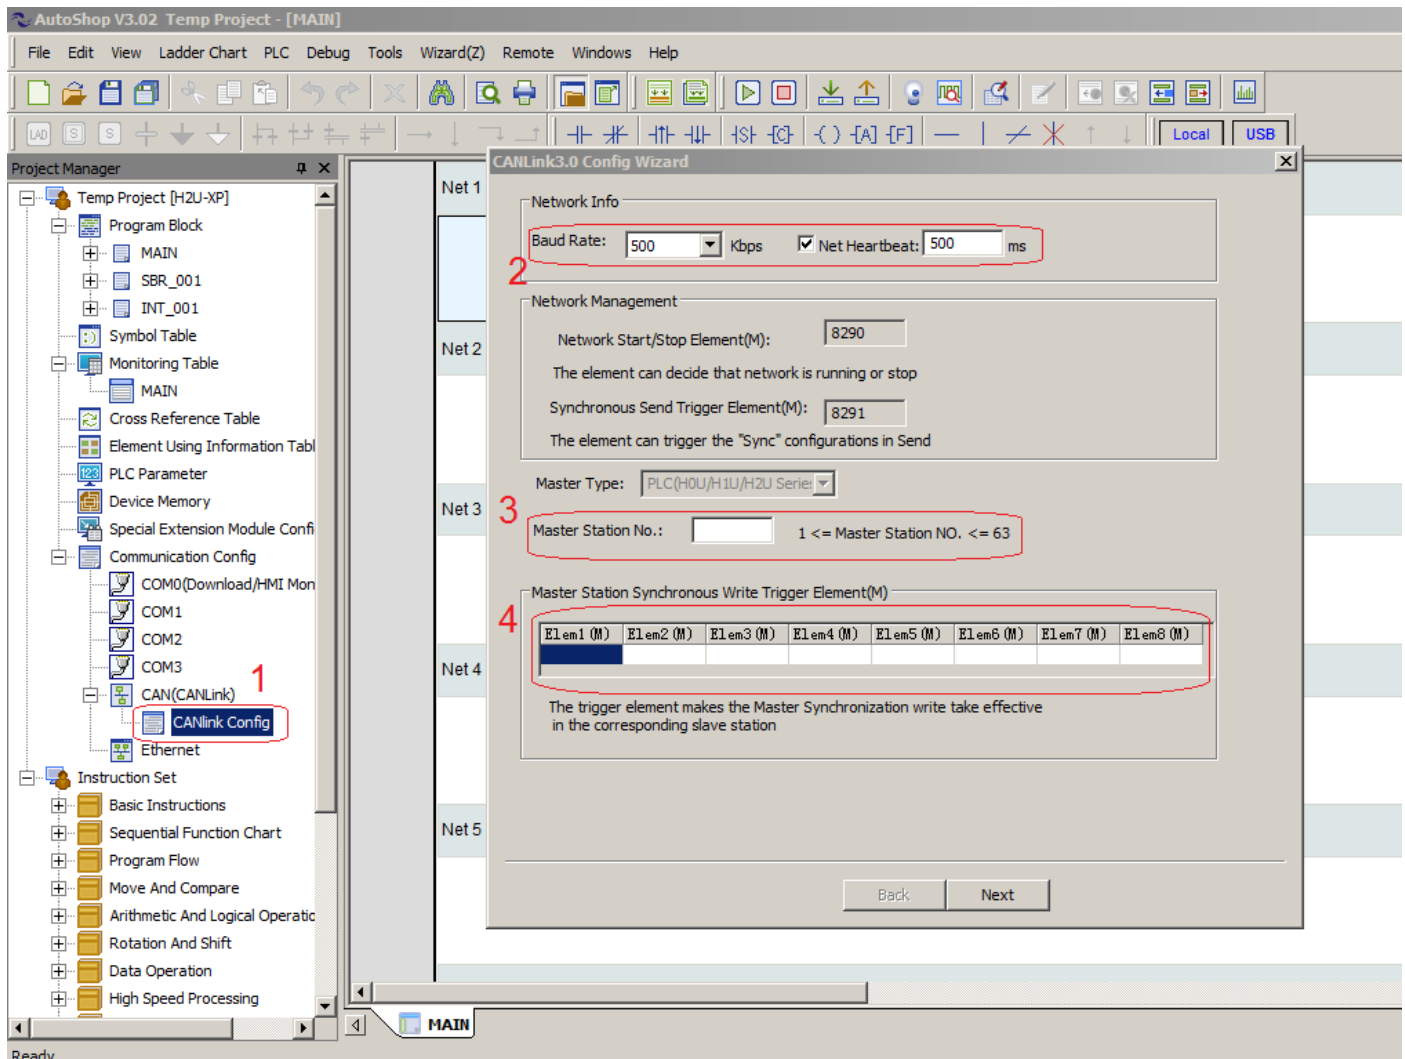 AutoShop V3.02  Temp Project - [MAIN]
File Edit View Ladder Chart PLC Debug Tools Wizard(Z) Remote Windows Help
LAD S S (S) [C] ( ) [A] [F] Local USB
Project Manager
Temp Project [H2U-XP]
Program Block
MAIN
SBR_001
INT_001
Symbol Table
Monitoring Table
MAIN
Cross Reference Table
Element Using Information Tabl
123 PLC Parameter
Device Memory
Special Extension Module Confi
Communication Config
COM0(Download/HMI Mon
COM1
COM2
COM3
CAN(CANLink)
1
CANlink Config
Ethernet
Instruction Set
Basic Instructions
Sequential Function Chart
Program Flow
Move And Compare
Arithmetic And Logical Operatic
Rotation And Shift
Data Operation
High Speed Processing
Net 1
Net 2
Net 3
Net 4
Net 5
CANLink3.0 Config Wizard
Network Info
Baud Rate: 500 Kbps Net Heartbeat: 500 ms
2
Network Management
Network Start/Stop Element(M): 8290
The element can decide that network is running or stop
Synchronous Send Trigger Element(M): 8291
The element can trigger the "Sync" configurations in Send
Master Type: PLC(H0U/H1U/H2U Serie:
3
Master Station No.: 1 <= Master Station NO. <= 63
Master Station Synchronous Write Trigger Element(M)
4
Elem1(M) Elem2(M) Elem3(M) Elem4(M) Elem5(M) Elem6(M) Elem7(M) Elem8(M)
The trigger element makes the Master Synchronization write take effective
in the corresponding slave station
Back Next
MAIN
Ready